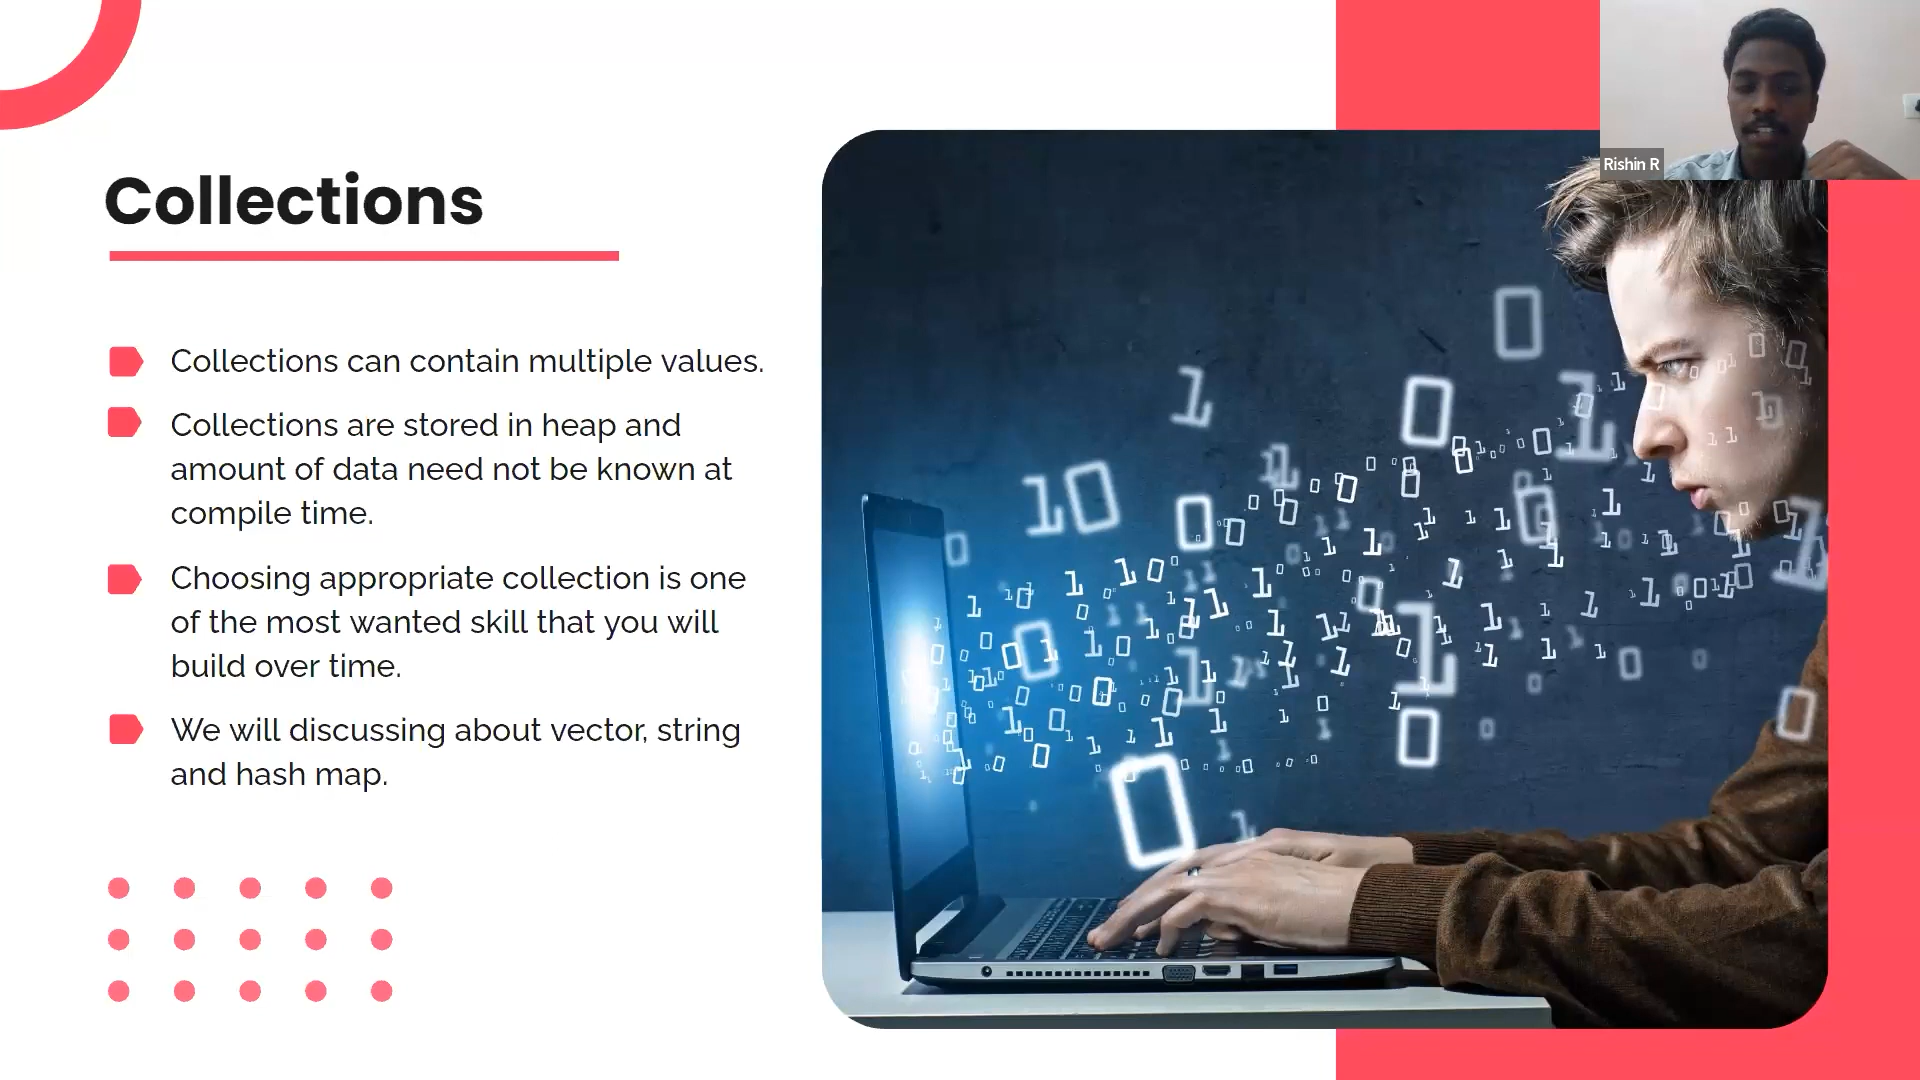 Collections
Collections can contain multiple values.
Collections are stored in heap and
amount of data need not be known at
compile time.
Choosing appropriate collection is one
of the most wanted skill that you will
build over time.
We will discussing about vector, string
and hash map.
Rishin R